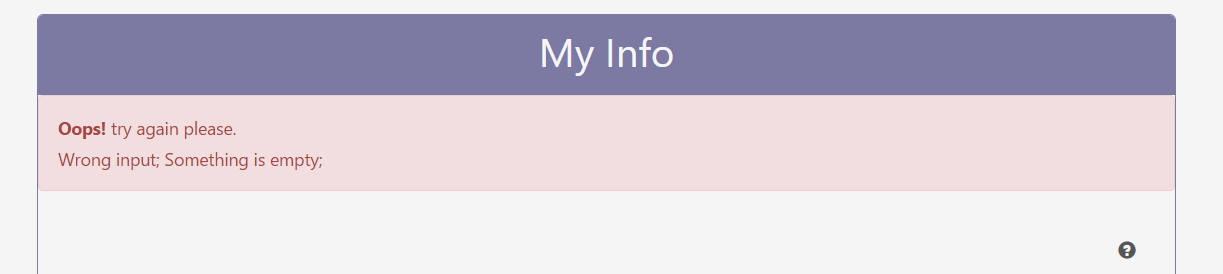 My Info
Oops! try again please.
Wrong input; Something is empty;